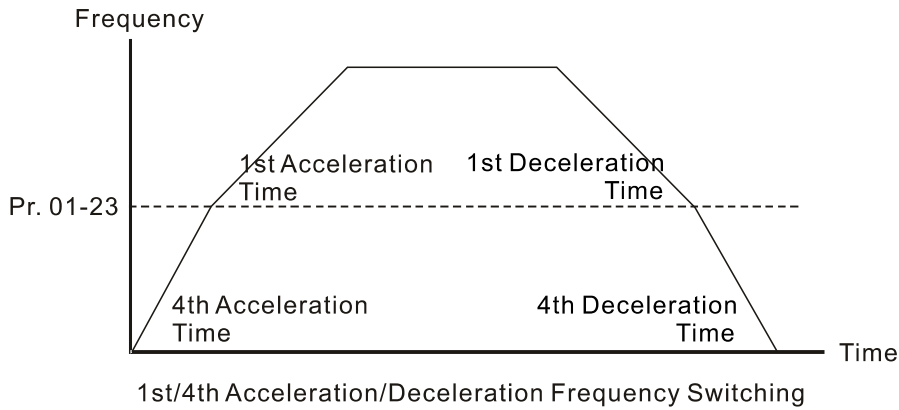 Frequency
1st Acceleration
Time
1st Deceleration
Time
Pr. 01-23
4th Acceleration
Time
4th Deceleration
Time
Time
1st/4th Acceleration/Deceleration Frequency Switching